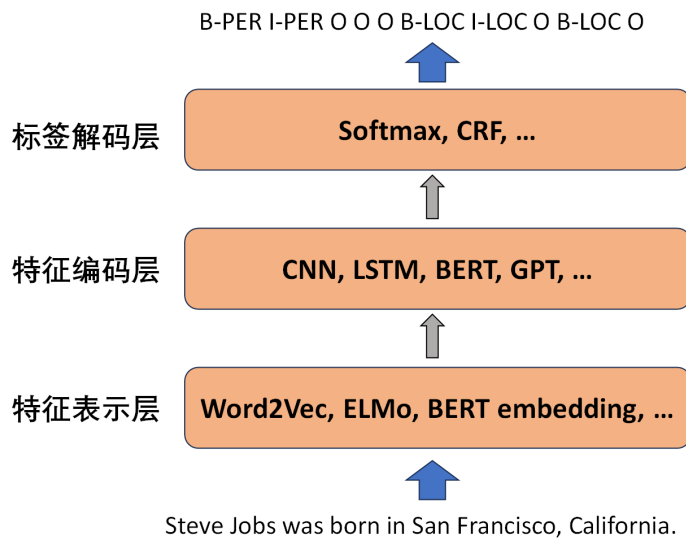 B-PER I-PER O O O B-LOC I-LOC O B-LOC O
标签解码层
Softmax, CRF, ...
特征编码层
CNN, LSTM, BERT, GPT, ...
特征表示层
Word2Vec, ELMo, BERT embedding, ...
Steve Jobs was born in San Francisco, California.